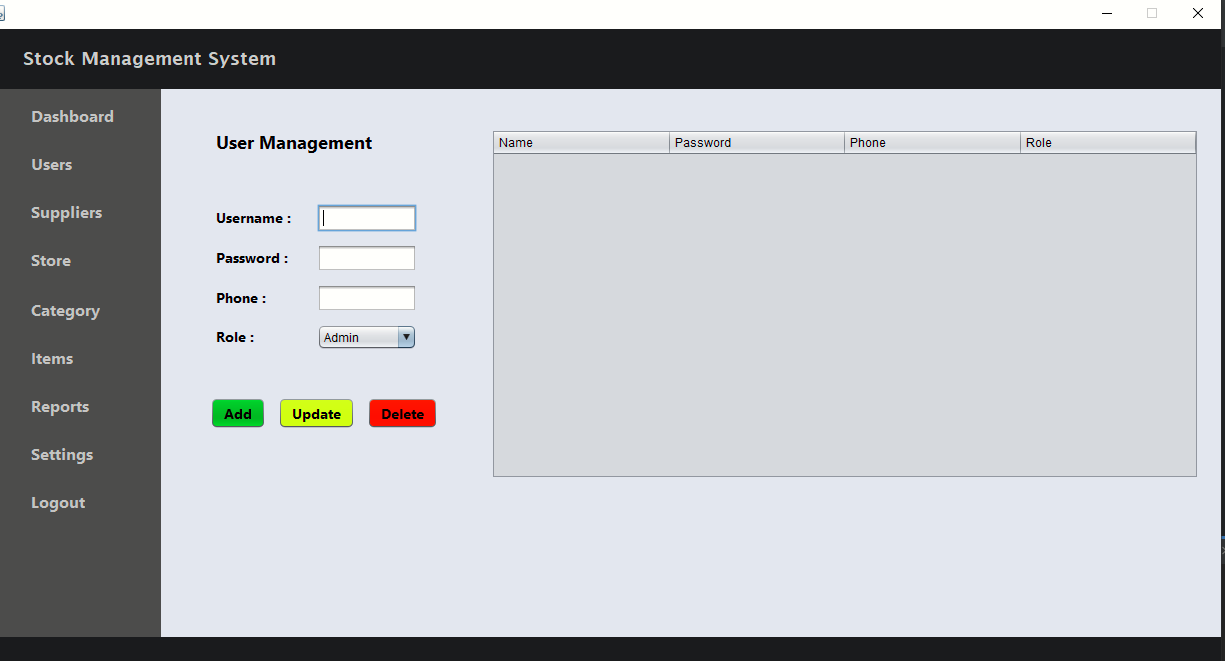 Stock Management System
Dashboard
Users
Suppliers
Store
Category
Items
Reports
Settings
Logout
User Management
Username :
Password :
Phone :
Role :
Admin
Add
Update
Delete
Name
Password
Phone
Role